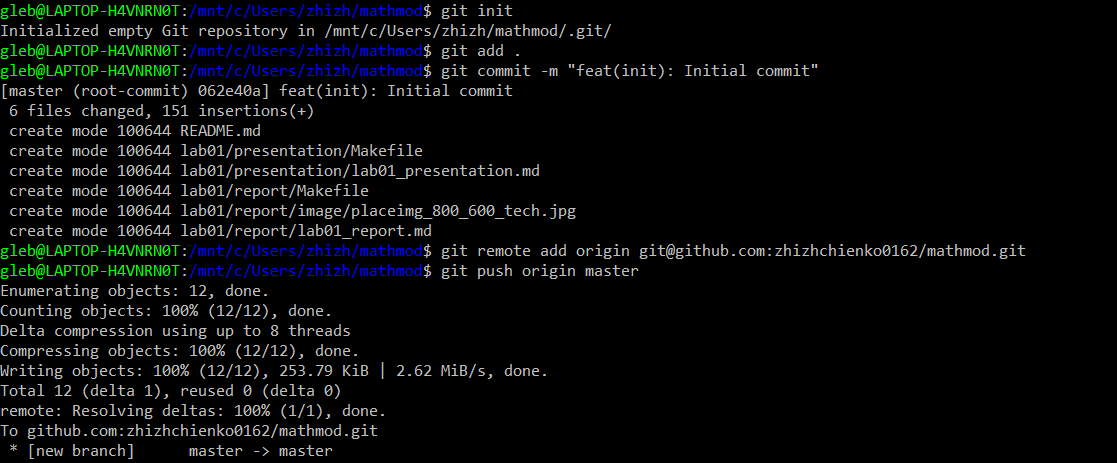 gleb@LAPTOP-H4VNRN0T:/mnt/c/Users/zhizh/mathmod$ git init
Initialized empty Git repository in /mnt/c/Users/zhizh/mathmod/.git/
gleb@LAPTOP-H4VNRN0T:/mnt/c/Users/zhizh/mathmod$ git add .
gleb@LAPTOP-H4VNRN0T:/mnt/c/Users/zhizh/mathmod$ git commit -m "feat(init): Initial commit"
[master (root-commit) 062e40a] feat(init): Initial commit
 6 files changed, 151 insertions(+)
 create mode 100644 README.md
 create mode 100644 lab01/presentation/Makefile
 create mode 100644 lab01/presentation/lab01_presentation.md
 create mode 100644 lab01/report/Makefile
 create mode 100644 lab01/report/image/placeimg_800_600_tech.jpg
 create mode 100644 lab01/report/lab01_report.md
gleb@LAPTOP-H4VNRN0T:/mnt/c/Users/zhizh/mathmod$ git remote add origin git@github.com:zhizhchienko0162/mathmod.git
gleb@LAPTOP-H4VNRN0T:/mnt/c/Users/zhizh/mathmod$ git push origin master
Enumerating objects: 12, done.
Counting objects: 100% (12/12), done.
Delta compression using up to 8 threads
Compressing objects: 100% (12/12), done.
Writing objects: 100% (12/12), 253.79 KiB | 2.62 MiB/s, done.
Total 12 (delta 1), reused 0 (delta 0)
remote: Resolving deltas: 100% (1/1), done.
To github.com:zhizhchienko0162/mathmod.git
 * [new branch]      master -> master